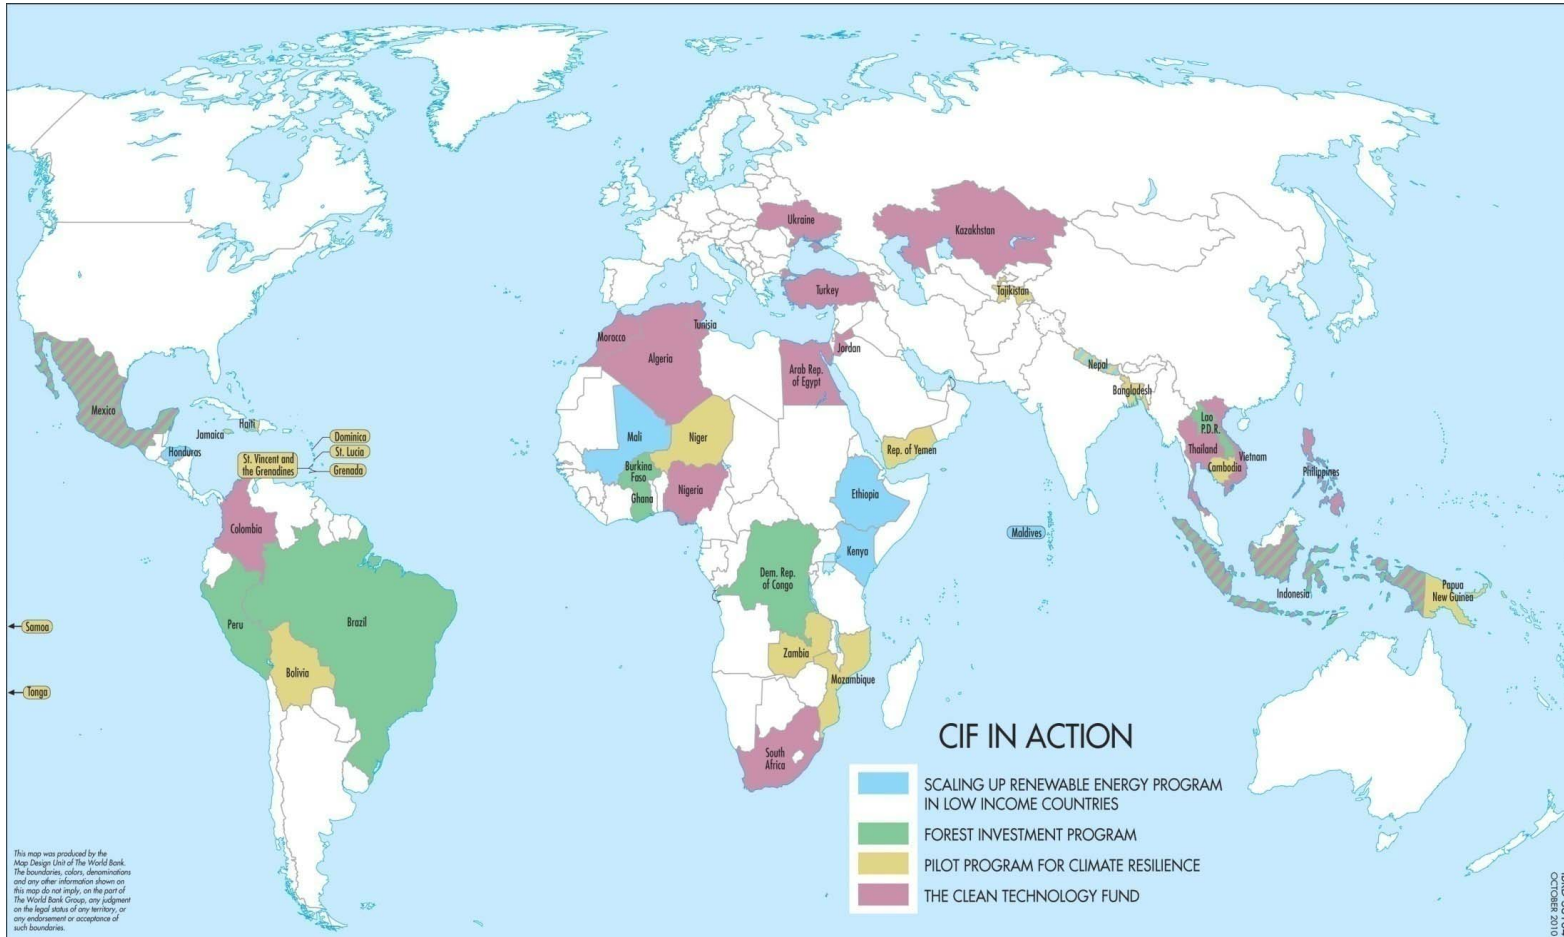 Ukraine
Kazakhstan
Turkey
Tajikistan
Tunisia
Morocco
Algeria
Jordan
Arab Rep.
of Egypt
Nepal
Bangladesh
Mexico
Haiti
Jamaica
Honduras
Dominica
St. Lucia
St. Vincent and
the Grenadines
Grenada
Mali
Niger
Rep. of Yemen
Lao
P.D.R.
Thailand
Vietnam
Cambodia
Philippines
Burkina
Faso
Ghana
Nigeria
Ethiopia
Colombia
Maldives
Kenya
Dem. Rep.
of Congo
Indonesia
Papua
New Guinea
Samoa
Peru
Brazil
Bolivia
Zambia
Mozambique
Tonga
South
Africa
CIF IN ACTION
SCALING UP RENEWABLE ENERGY PROGRAM
IN LOW INCOME COUNTRIES
FOREST INVESTMENT PROGRAM
PILOT PROGRAM FOR CLIMATE RESILIENCE
THE CLEAN TECHNOLOGY FUND
This map was produced by the
Map Design Unit of The World Bank.
The boundaries, colors, denominations
and any other information shown on
this map do not imply, on the part of
The World Bank Group, any judgment
on the legal status of any territory, or
any endorsement or acceptance of
such boundaries.
OCTOBER 2010